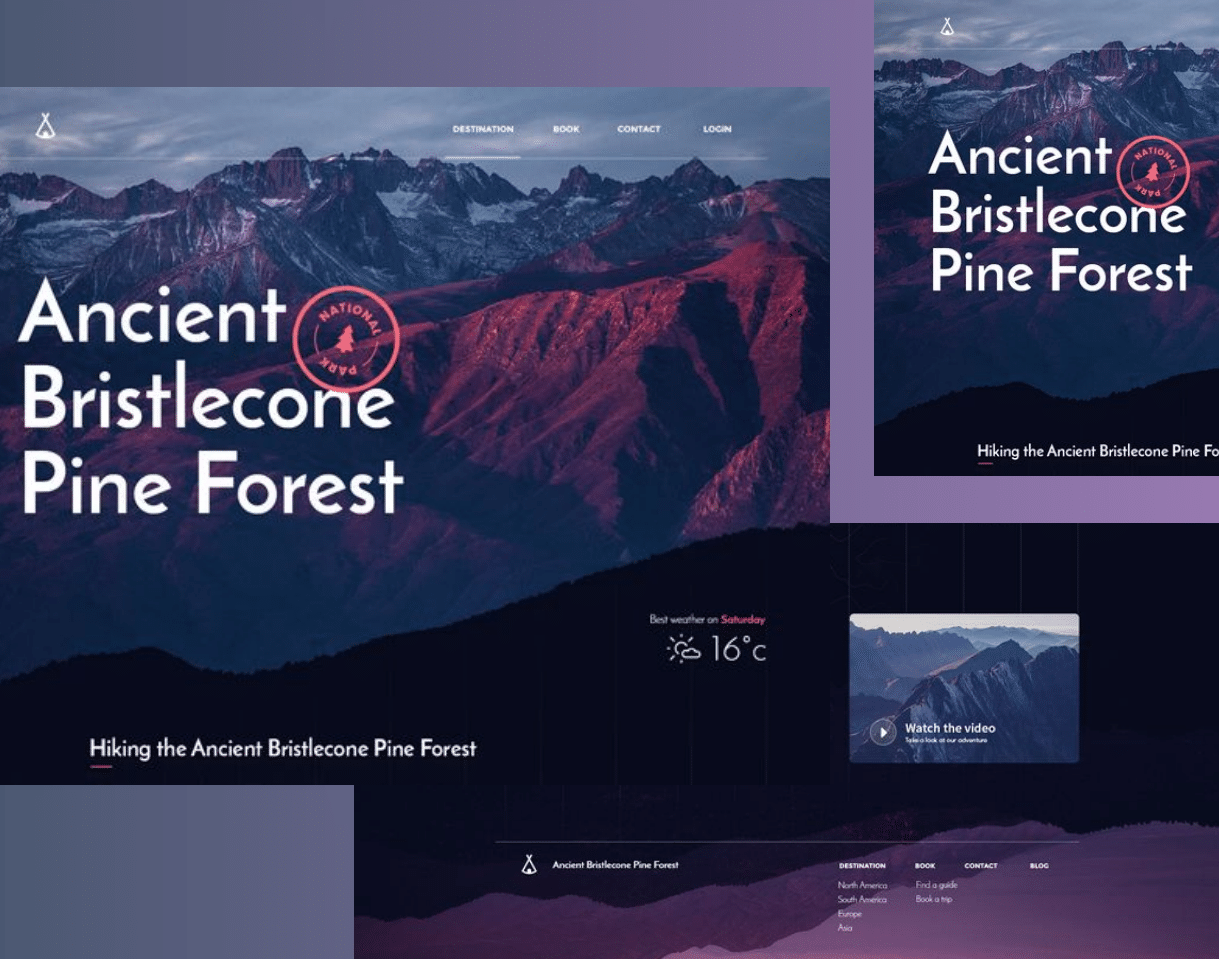 DESTINATION BOOK CONTACT LOGIN
Ancient
Bristlecone
Pine Forest
NATIONAL
PARK
Best weather on Saturday
16°c
Hiking the Ancient Bristlecone Pine Forest
Ancient
Bristlecone
Pine Forest
NATIONAL
PARK
Hiking the Ancient Bristlecone Pine Fo
Watch the video
Take a look at our adventure
Ancient Bristlecone Pine Forest
DESTINATION BOOK CONTACT BLOG
North America Find a guide
South America Book a trip
Europe
Asia